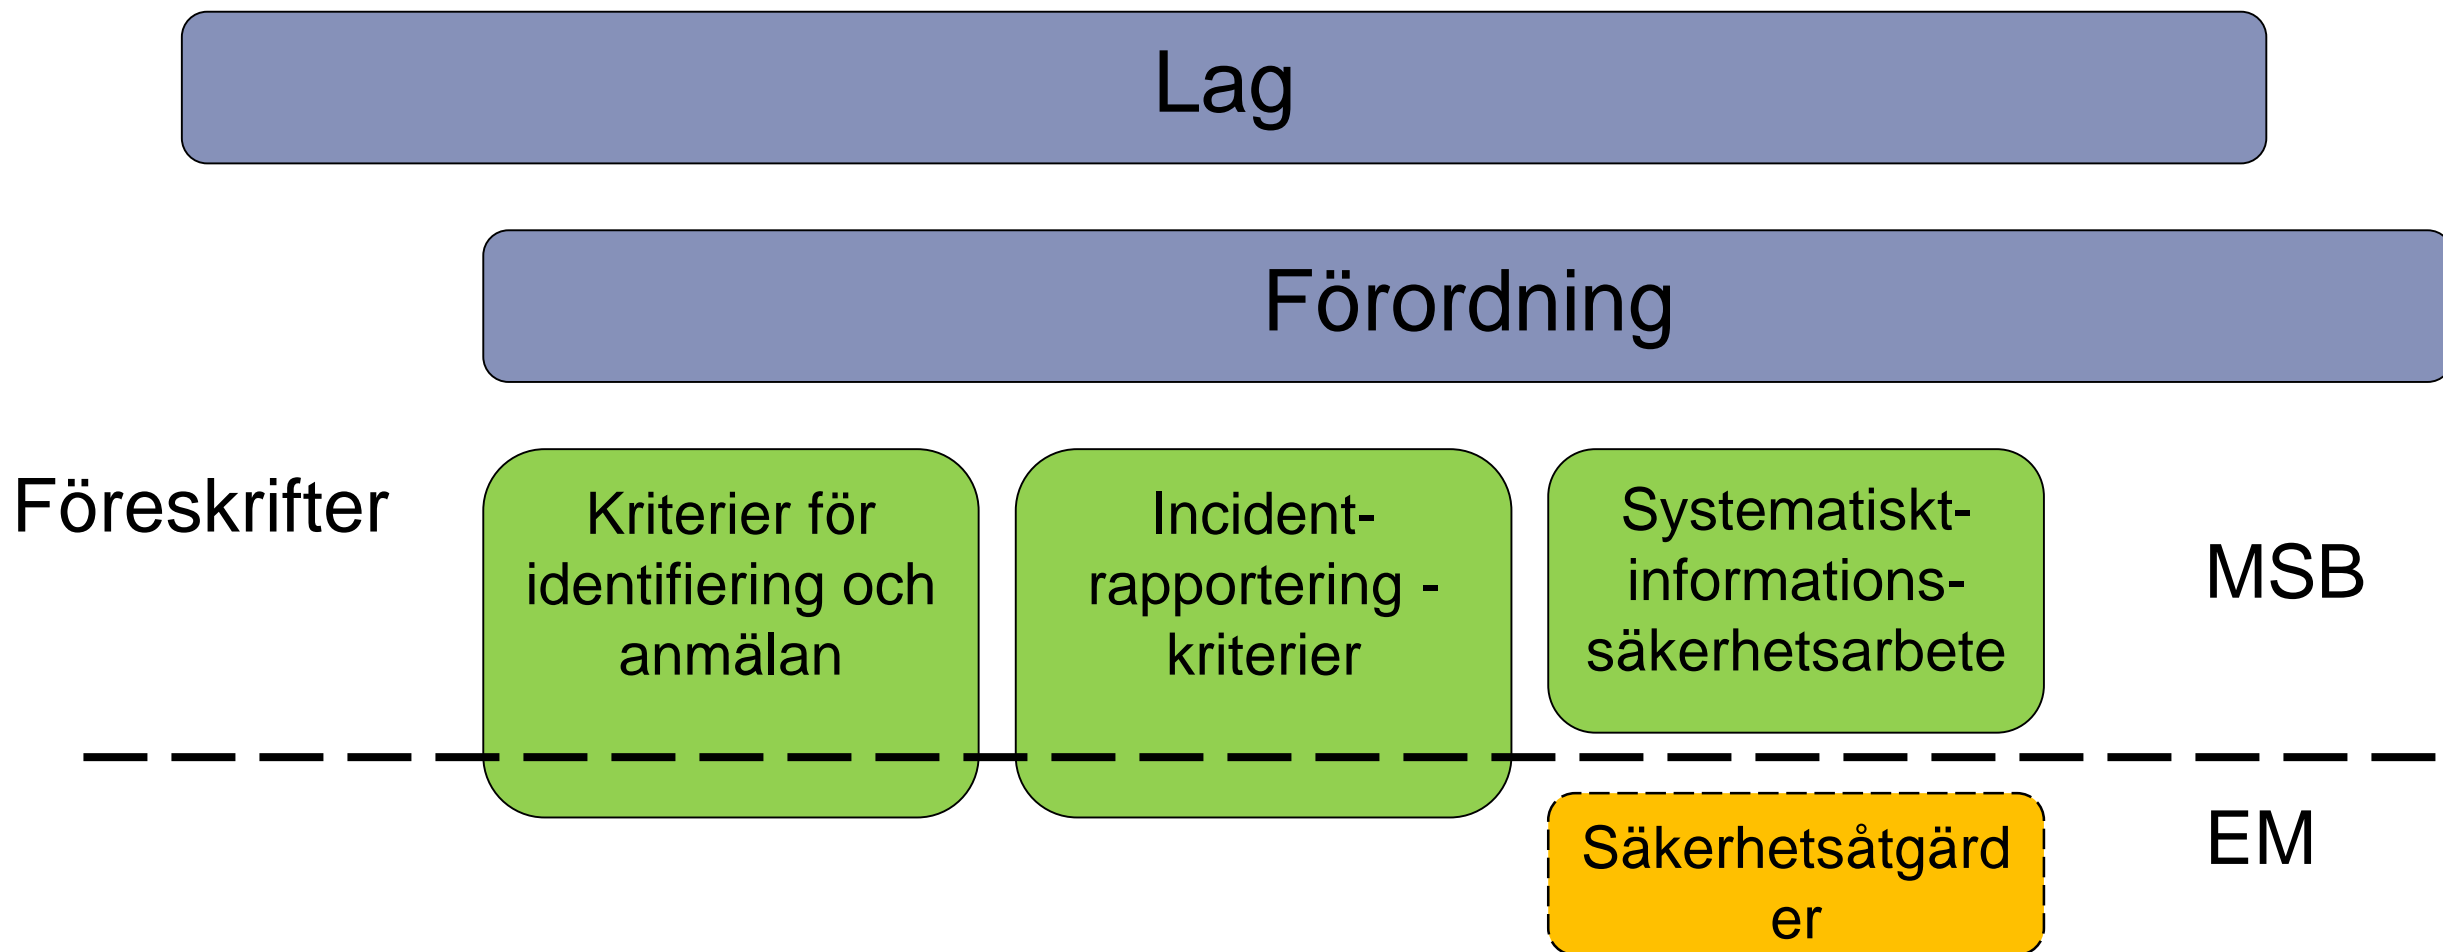 Lag
Förordning
Föreskrifter
Kriterier för
identifiering och
anmälan
Incident-
rapportering -
kriterier
Systematiskt-
informations-
säkerhetsarbete
MSB
Säkerhetsåtgärd
er
EM